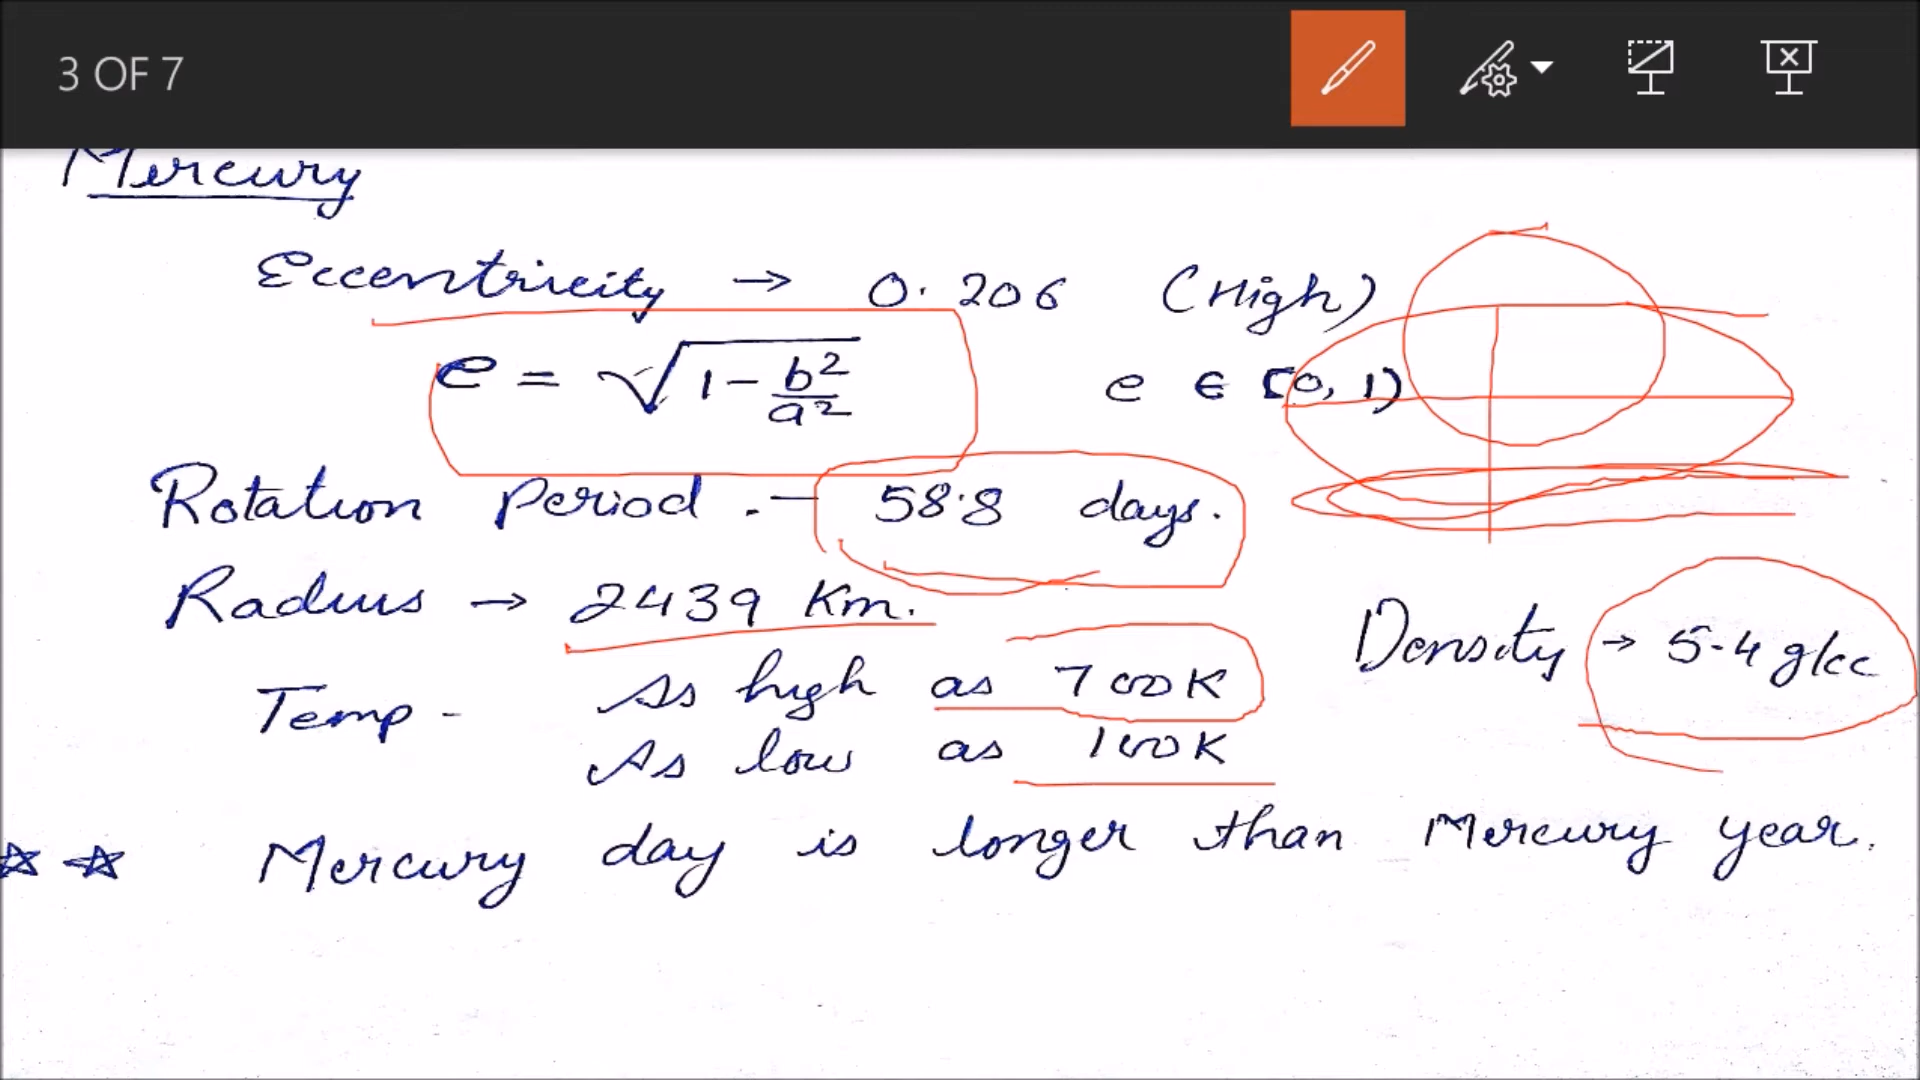 3 OF 7
Mercury
Eccentricity → 0.206 (High)
e = √1 - b²/a² e ∈ [0, 1)
Rotation Period .- 58.8 days.
Radius → 2439 Km.
Density → 5.4 g/cc
Temp - As high as 700K
As low as 100K
☆ ☆ Mercury day is longer than Mercury year.